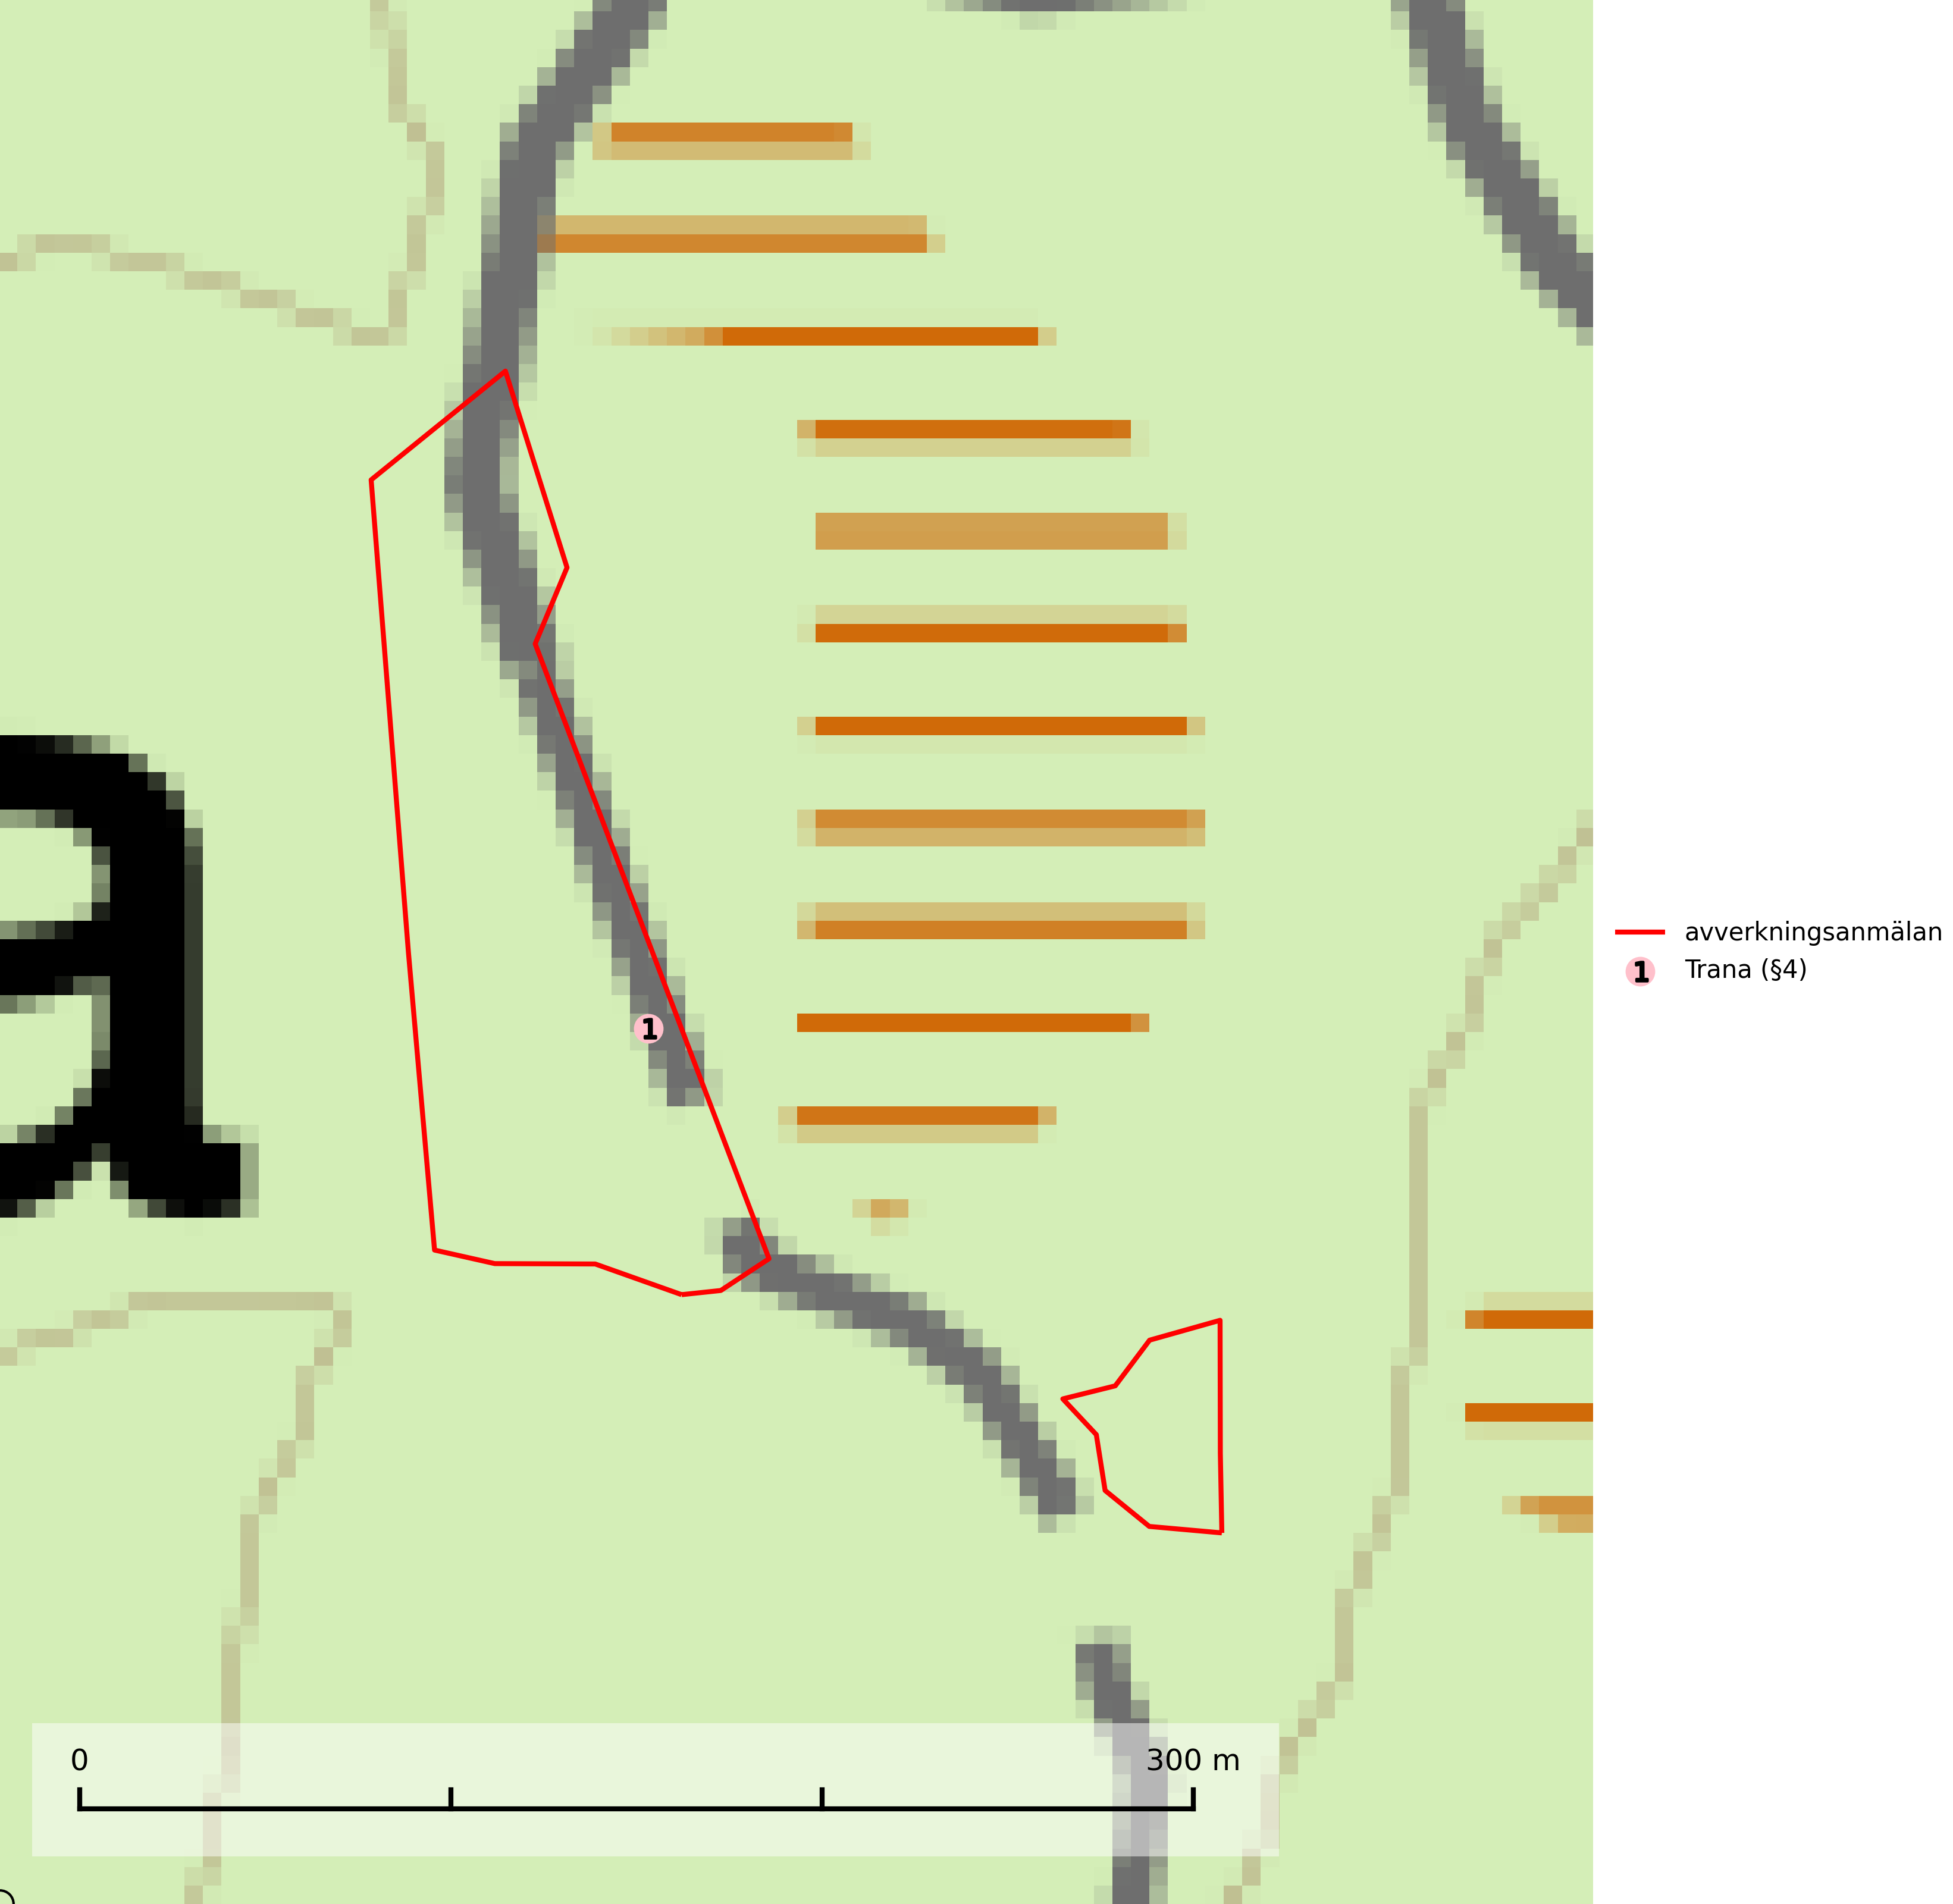 a
1
avverkningsanmälan
1 Trana (§4)
0 300 m